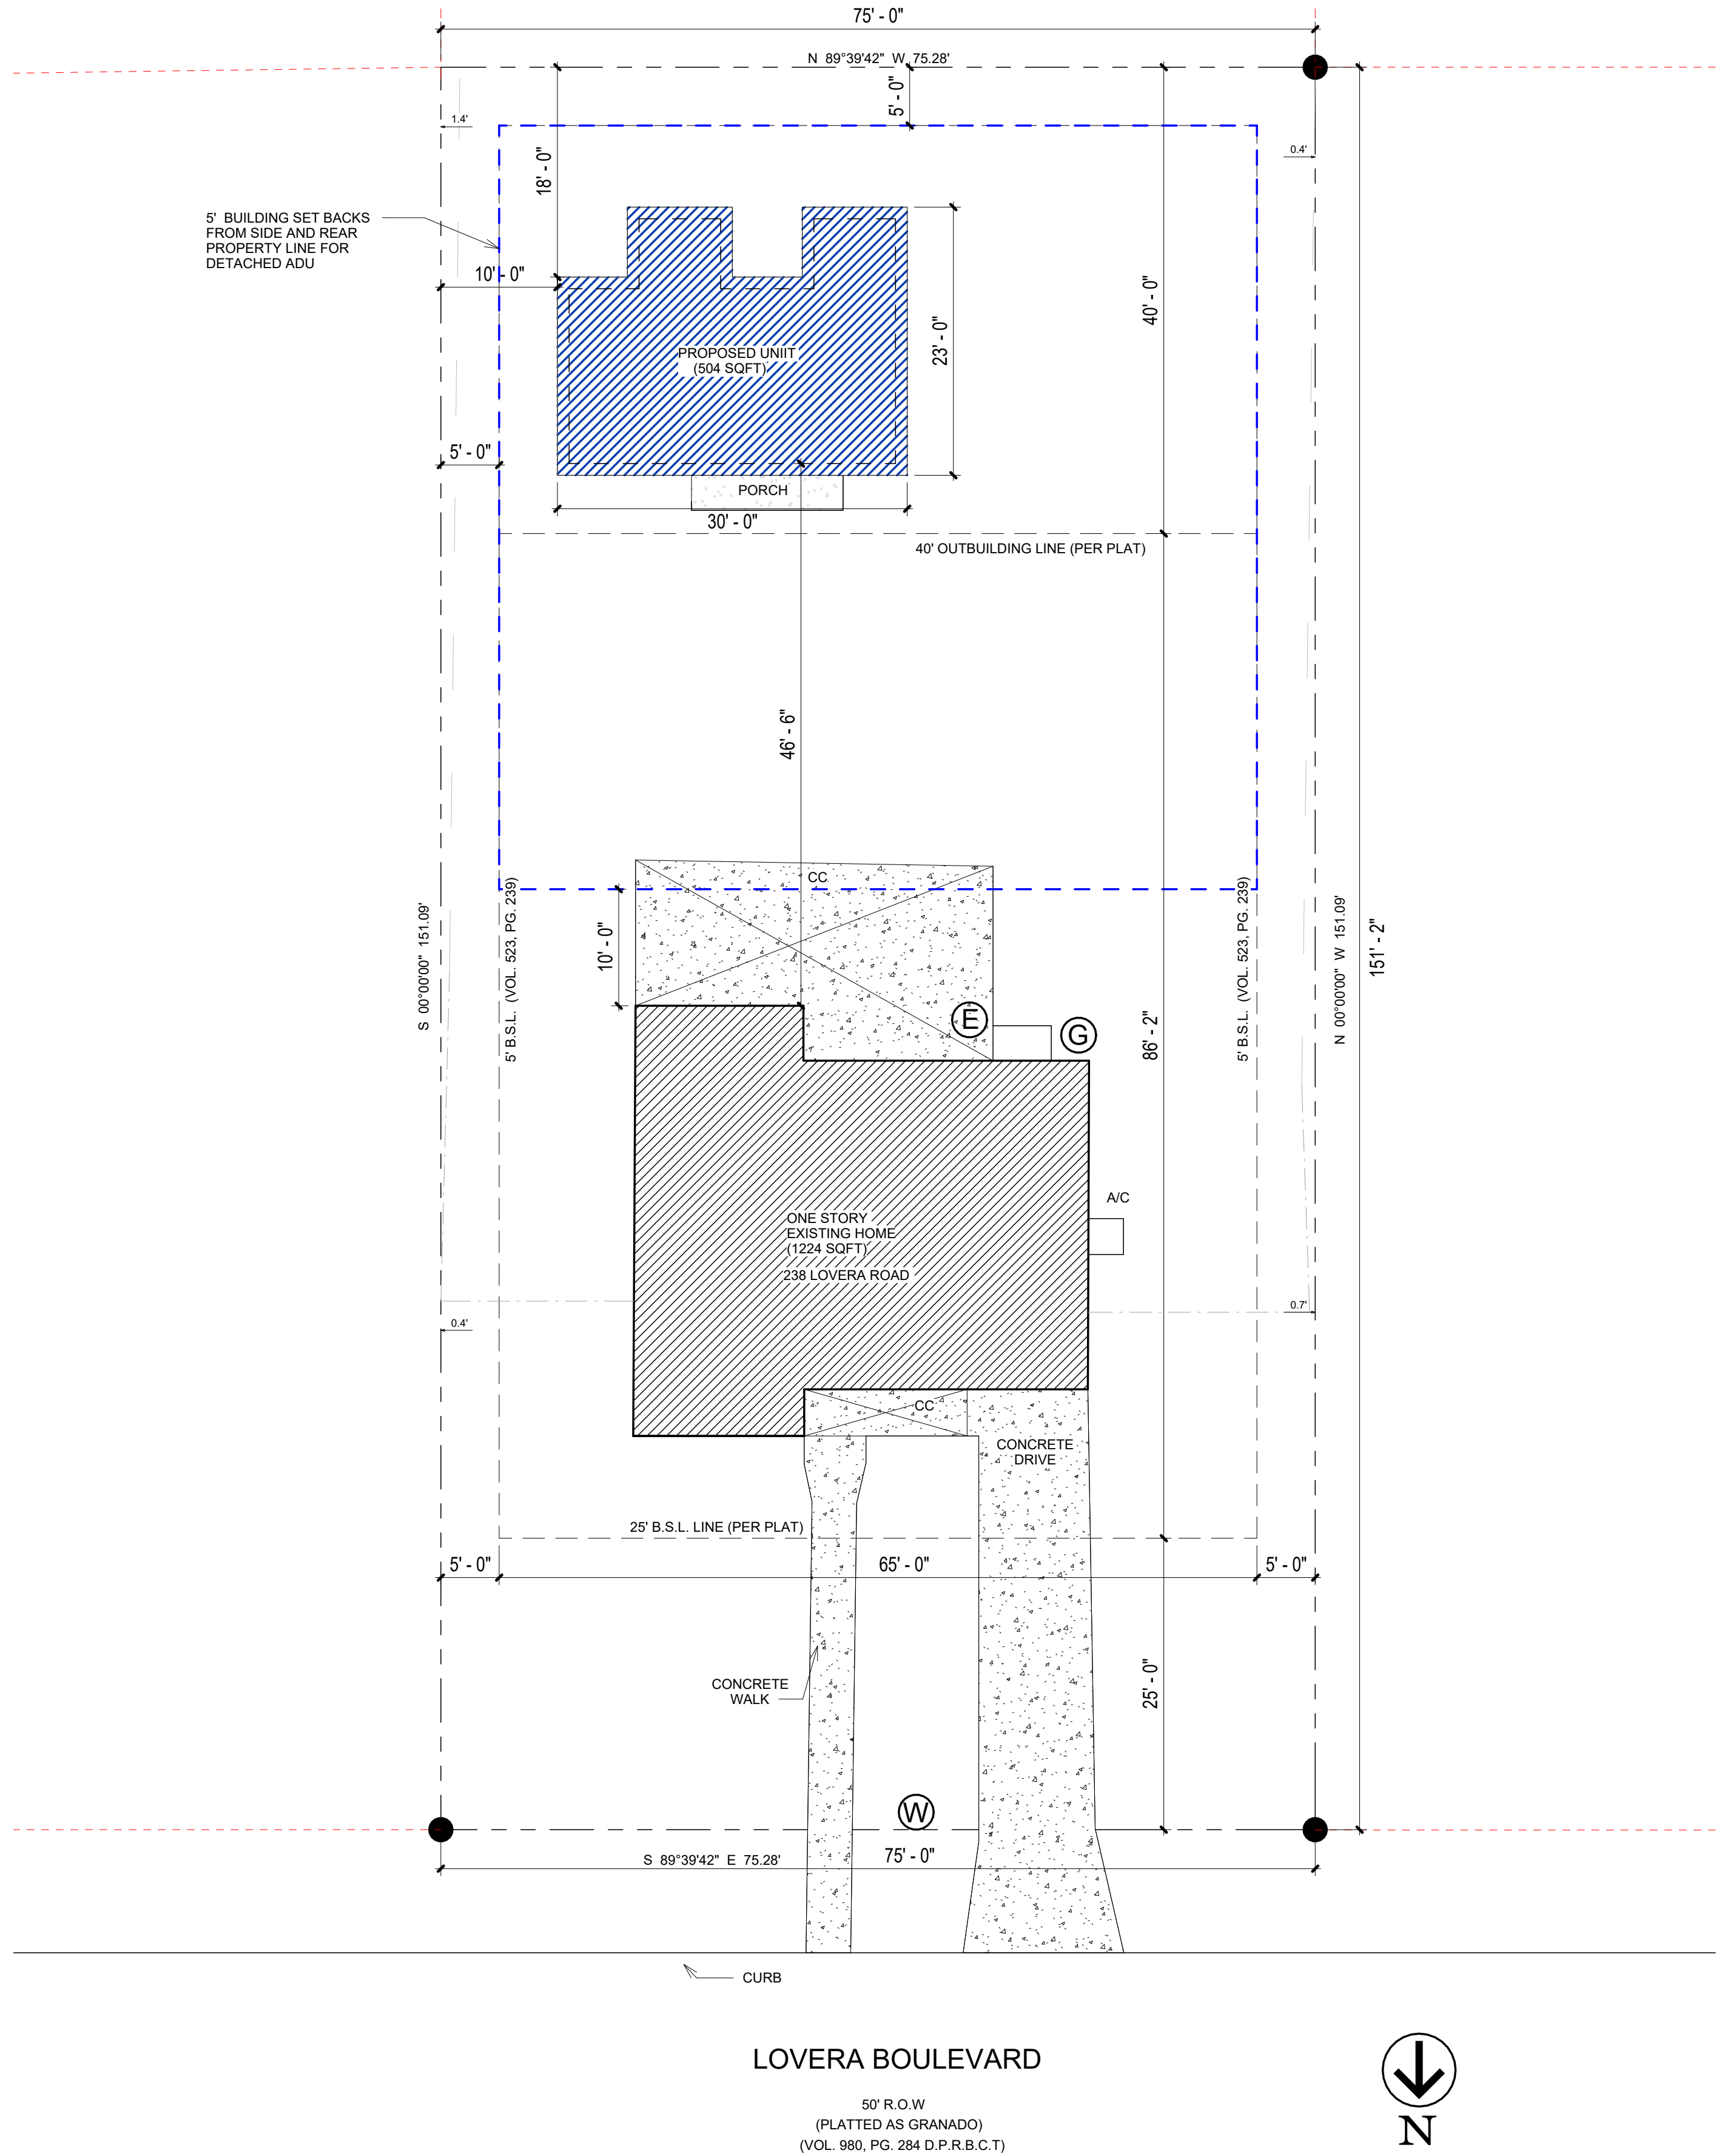 75' - 0"
N 89°39'42" W 75.28'
5' - 0"
1.4'
0.4'
18' - 0"
5' BUILDING SET BACKS
FROM SIDE AND REAR
PROPERTY LINE FOR
DETACHED ADU
10' - 0"
40' - 0"
23' - 0"
PROPOSED UNIIT
(504 SQFT)
5' - 0"
PORCH
30' - 0"
40' OUTBUILDING LINE (PER PLAT)
46' - 6"
CC
S 00°00'00" 151.09'
5' B.S.L. (VOL. 523, PG. 239)
10' - 0"
E
G
86' - 2"
5' B.S.L. (VOL. 523, PG. 239)
N 00°00'00" W 151.09'
151' - 2"
A/C
ONE STORY
EXISTING HOME
(1224 SQFT)
238 LOVERA ROAD
0.7'
0.4'
CC
CONCRETE
DRIVE
25' B.S.L. LINE (PER PLAT)
5' - 0"
65' - 0"
5' - 0"
CONCRETE
WALK
25' - 0"
W
S 89°39'42" E 75.28'
75' - 0"
CURB
LOVERA BOULEVARD
50' R.O.W
(PLATTED AS GRANADO)
(VOL. 980, PG. 284 D.P.R.B.C.T)
N